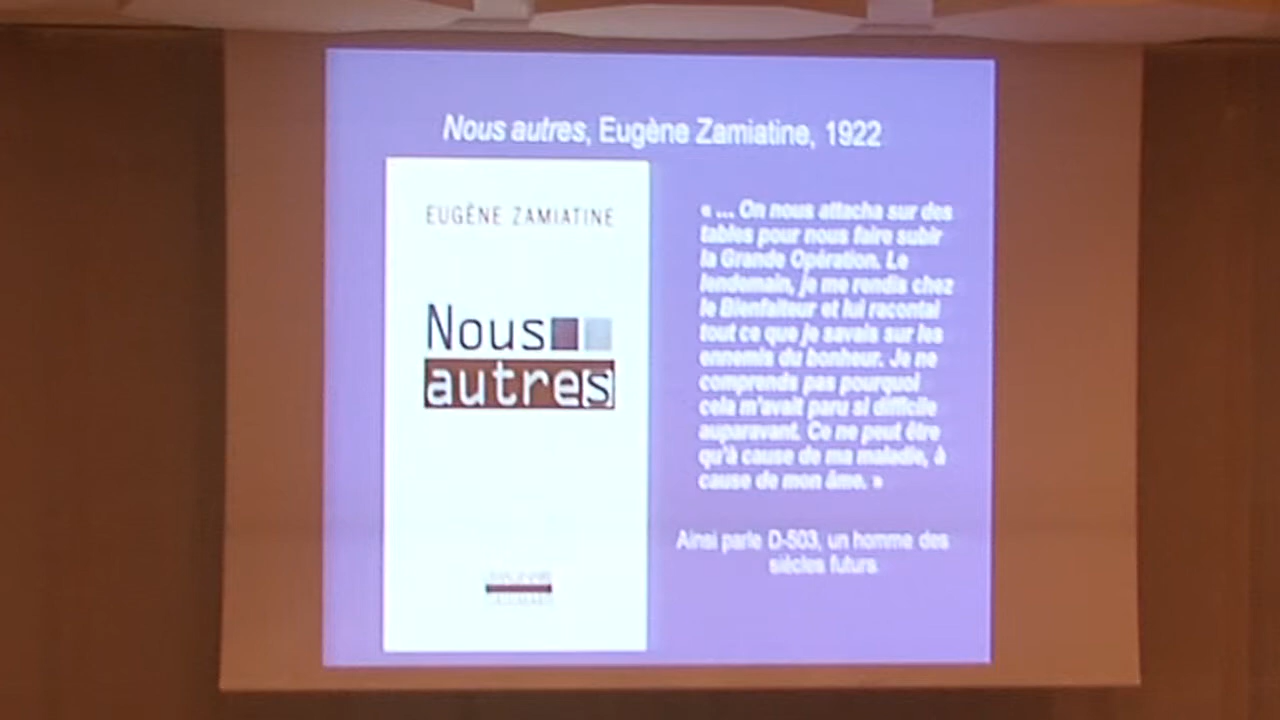 Nous autres, Eugène Zamiatine, 1922
EUGÈNE ZAMIATINE
Nous
autres
« ... On nous attacha sur des
tables pour nous faire subir
la Grande Opération. Le
lendemain, je me rendis chez
le Bienfaiteur et lui racontai
tout ce que je savais sur les
ennemis du bonheur. Je ne
comprends pas pourquoi
cela m'avait paru si difficile
auparavant. Ce ne peut être
qu'à cause de ma maladie, à
cause de mon âme. »
Ainsi parle D-503, un homme des
siècles futurs